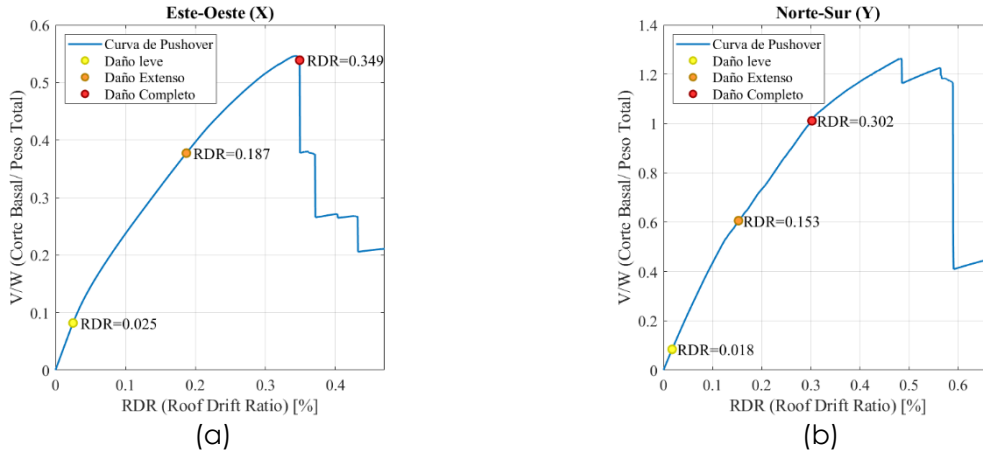 Este-Oeste (X)
V/W (Corte Basal/ Peso Total)
0.6
0.5
0.4
0.3
0.2
0.1
0
Curva de Pushover
Daño leve
Daño Extenso
Daño Completo
RDR=0.349
RDR=0.187
RDR=0.025
0
0.1
0.2
0.3
0.4
RDR (Roof Drift Ratio) [%]
(a)
Norte-Sur (Y)
V/W (Corte Basal/ Peso Total)
1.4
1.2
1
0.8
0.6
0.4
0.2
0
Curva de Pushover
Daño leve
Daño Extenso
Daño Completo
RDR=0.302
RDR=0.153
RDR=0.018
0
0.1
0.2
0.3
0.4
0.5
0.6
RDR (Roof Drift Ratio) [%]
(b)